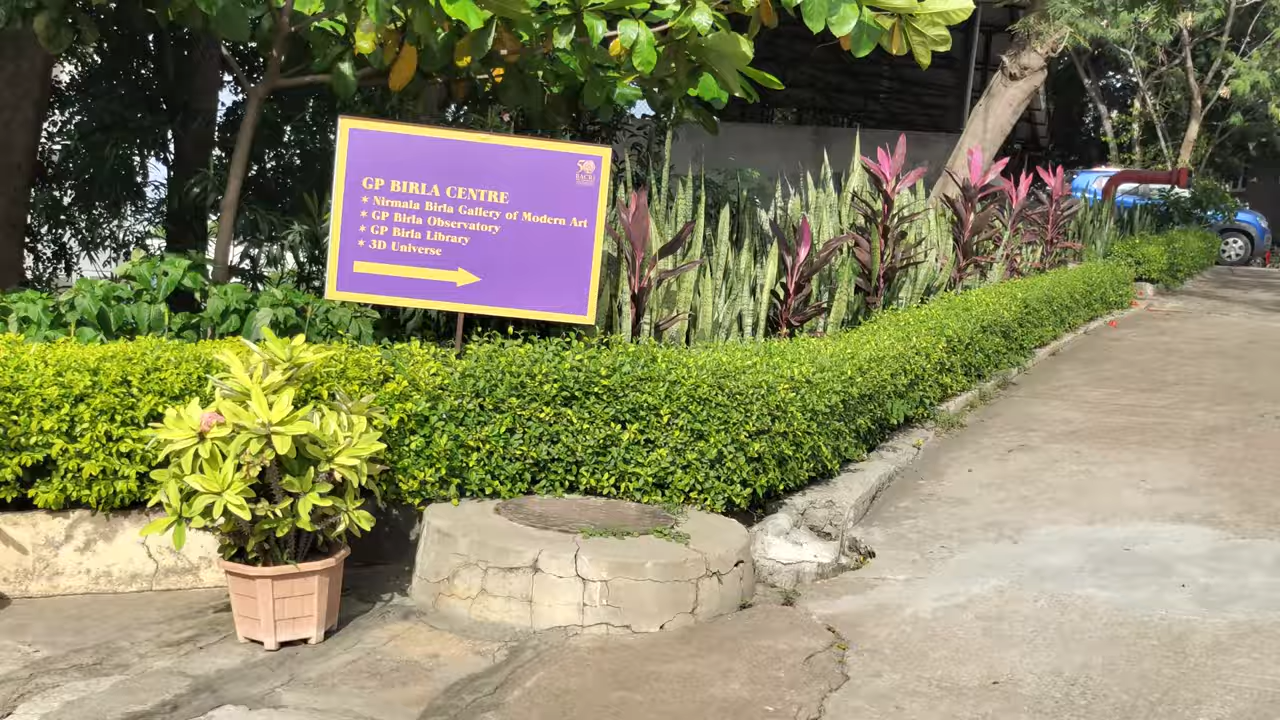 GP BIRLA CENTRE
* Nirmala Birla Gallery of Modern Art
* GP Birla Observatory
* GP Birla Library
* 3D Universe